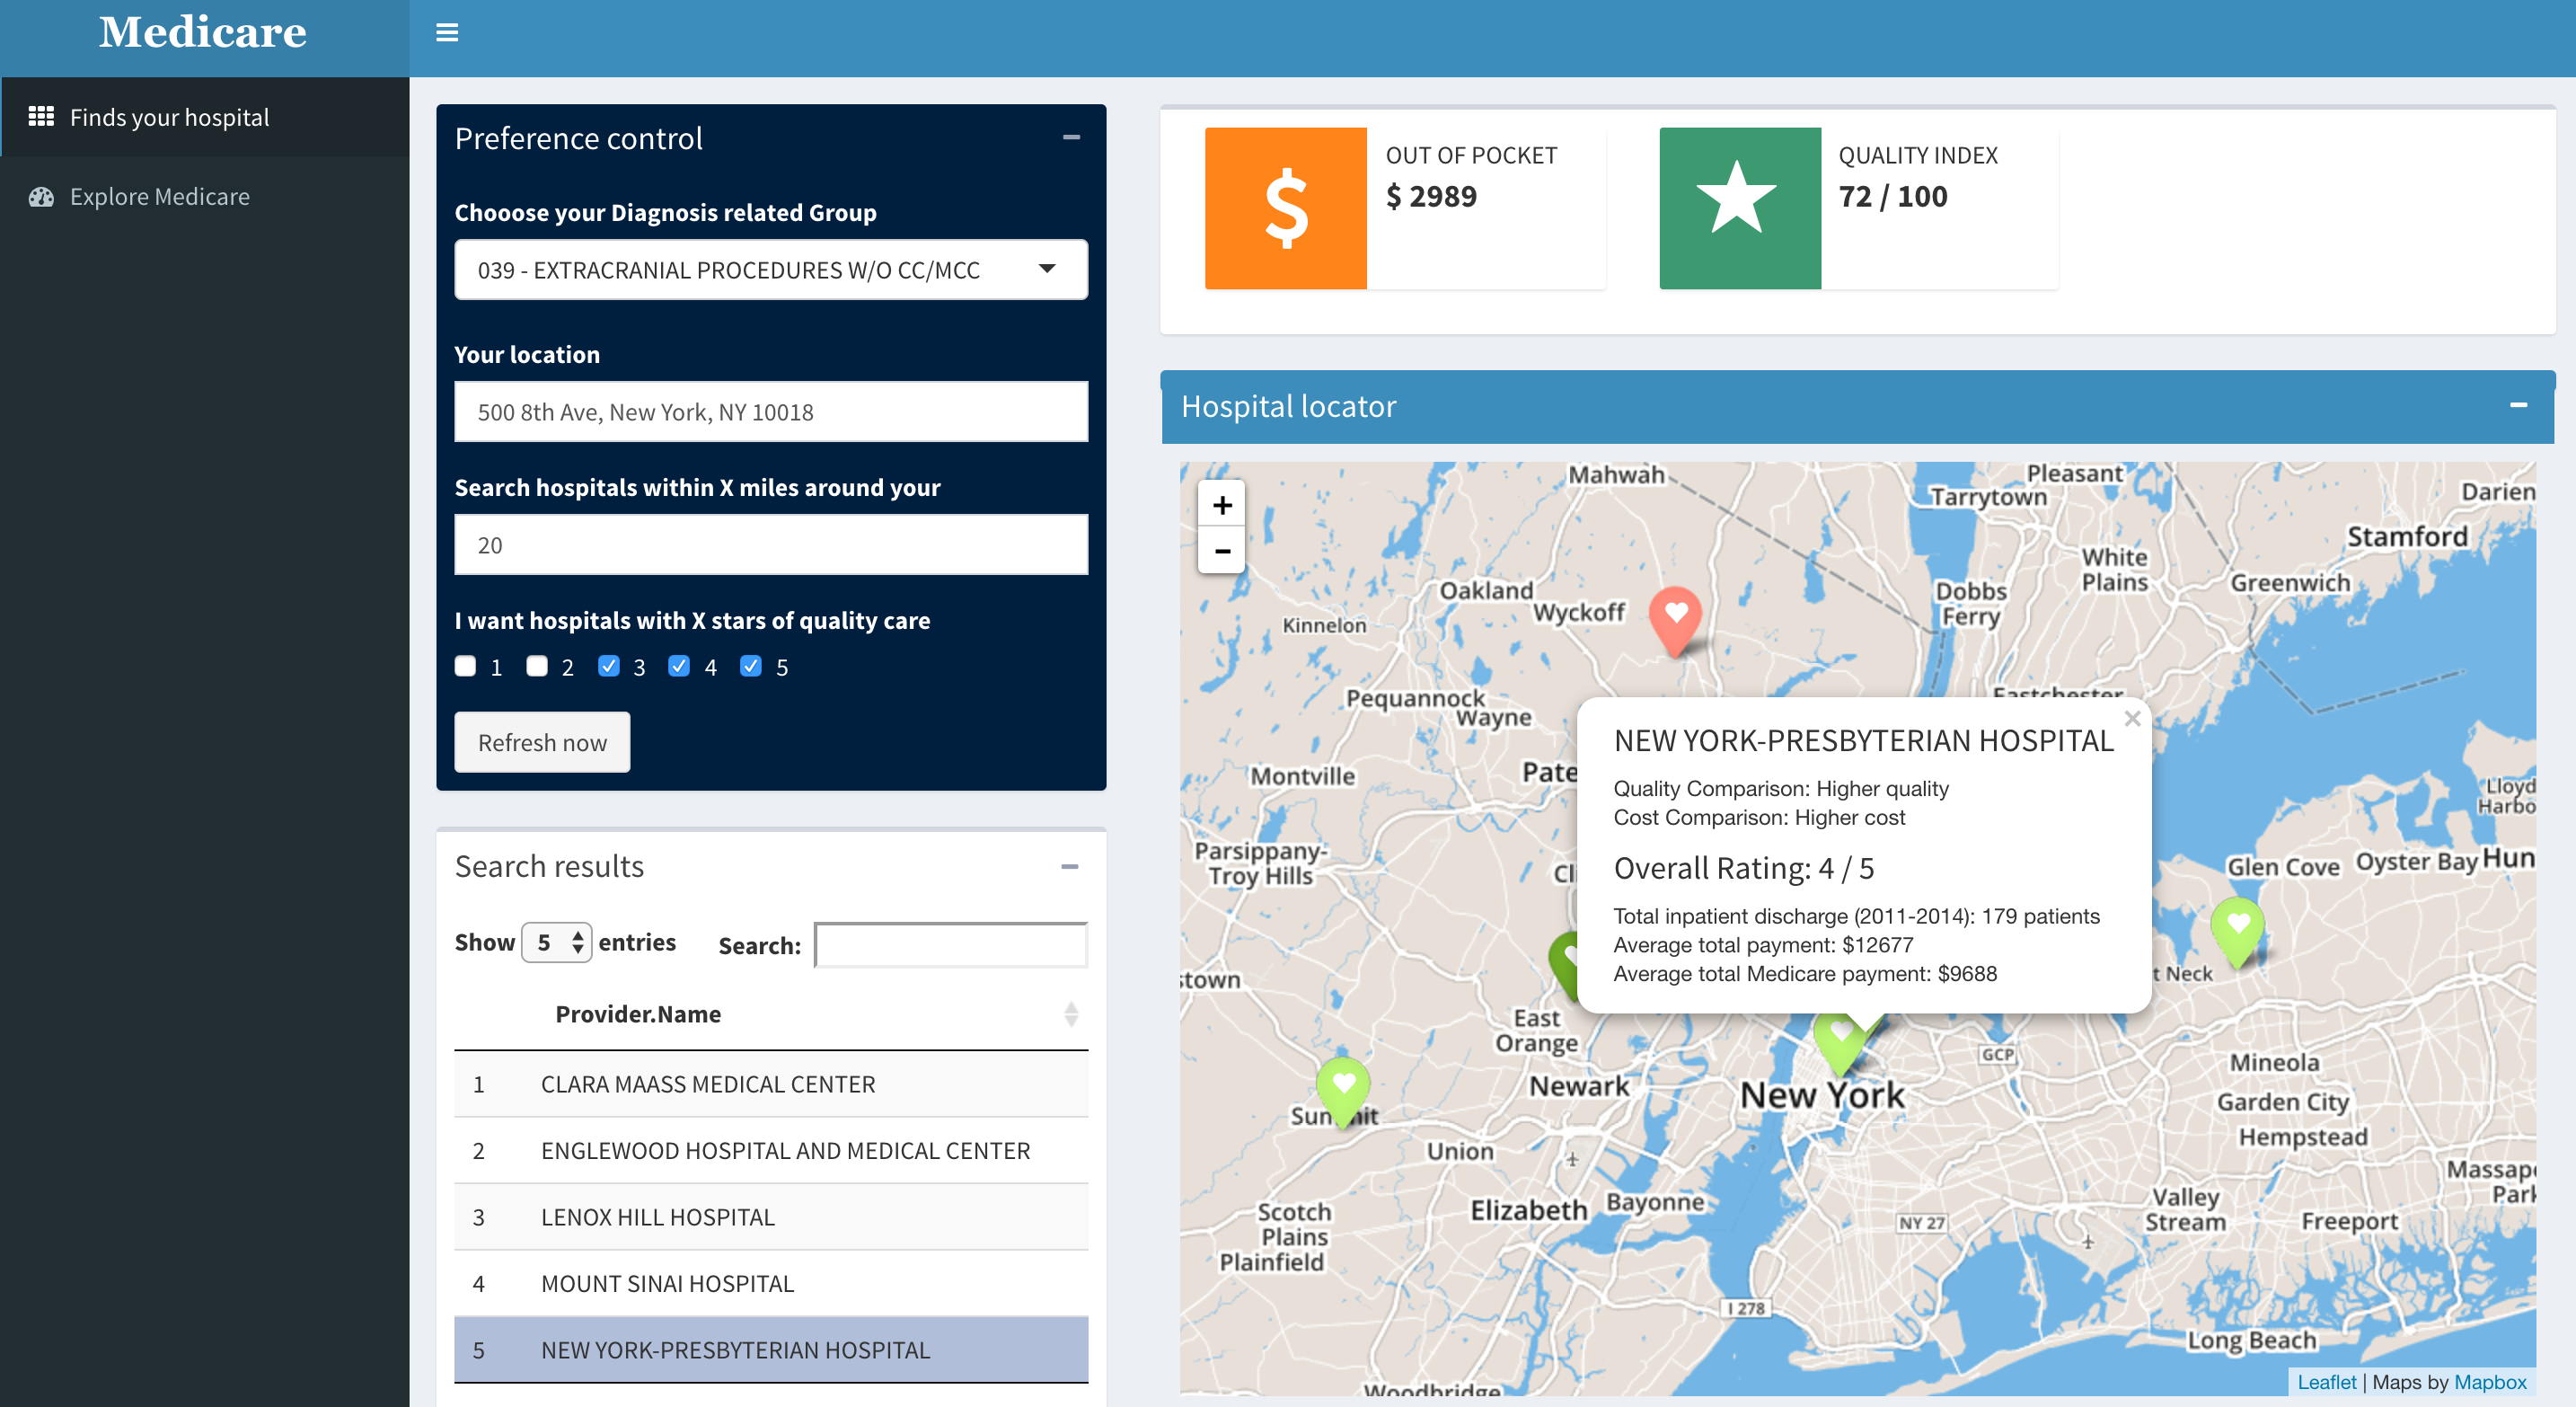 Medicare
Finds your hospital
Explore Medicare
Preference control
Chooose your Diagnosis related Group
039 - EXTRACRANIAL PROCEDURES W/O CC/MCC
Your location
500 8th Ave, New York, NY 10018
Search hospitals within X miles around your
20
I want hospitals with X stars of quality care
1 2 3 4 5
Refresh now
Search results
Show 5 entries Search:
Provider.Name
1 CLARA MAASS MEDICAL CENTER
2 ENGLEWOOD HOSPITAL AND MEDICAL CENTER
3 LENOX HILL HOSPITAL
4 MOUNT SINAI HOSPITAL
5 NEW YORK-PRESBYTERIAN HOSPITAL
$
OUT OF POCKET
$ 2989
QUALITY INDEX
72 / 100
Hospital locator
+
−
Mahwah
Pleasant
Tarrytown
Darien
Stamford
White
Plains
Greenwich
Oakland
Wyckoff
Dobbs
Ferry
Kinnelon
Pequannock
Wayne
Eastchester
Montville
Pate
NEW YORK-PRESBYTERIAN HOSPITAL
Quality Comparison: Higher quality
Cost Comparison: Higher cost
Overall Rating: 4 / 5
Total inpatient discharge (2011-2014): 179 patients
Average total payment: $12677
Average total Medicare payment: $9688
Lloyd
Harbo
Parsippany-
Troy Hills
Cli
Glen Cove
Oyster Bay
Hun
stown
t Neck
East
Orange
GCP
Mineola
Newark
New York
Garden City
Summit
Hempstead
Union
Massape
Park
Scotch
Plains
Plainfield
Elizabeth
Bayonne
NY 27
Valley
Stream
Freeport
I 278
Long Beach
Woodbridge
Leaflet | Maps by Mapbox